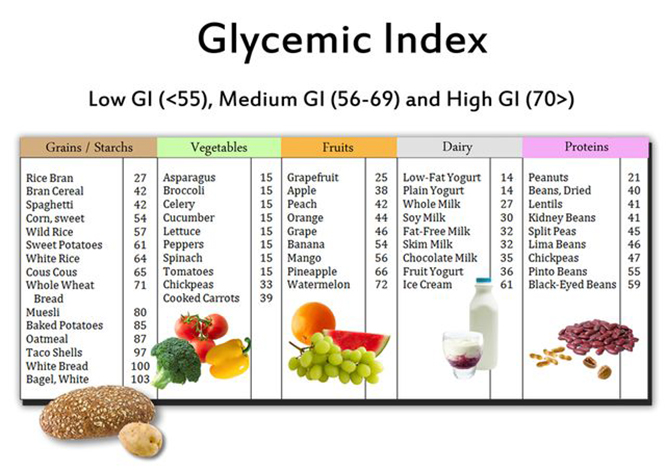 Glycemic Index
Low GI (<55), Medium GI (56-69) and High GI (70>)
Grains / Starchs
Rice Bran 27
Bran Cereal 42
Spaghetti 42
Corn, sweet 54
Wild Rice 57
Sweet Potatoes 61
White Rice 64
Cous Cous 65
Whole Wheat 71
Bread
Muesli 80
Baked Potatoes 85
Oatmeal 87
Taco Shells 97
White Bread 100
Bagel, White 103
Vegetables
Asparagus 15
Broccoli 15
Celery 15
Cucumber 15
Lettuce 15
Peppers 15
Spinach 15
Tomatoes 15
Chickpeas 33
Cooked Carrots 39
Fruits
Grapefruit 25
Apple 38
Peach 42
Orange 44
Grape 46
Banana 54
Mango 56
Pineapple 66
Watermelon 72
Dairy
Low-Fat Yogurt 14
Plain Yogurt 14
Whole Milk 27
Soy Milk 30
Fat-Free Milk 32
Skim Milk 32
Chocolate Milk 35
Fruit Yogurt 36
Ice Cream 61
Proteins
Peanuts 21
Beans, Dried 40
Lentils 41
Kidney Beans 41
Split Peas 45
Lima Beans 46
Chickpeas 47
Pinto Beans 55
Black-Eyed Beans 59